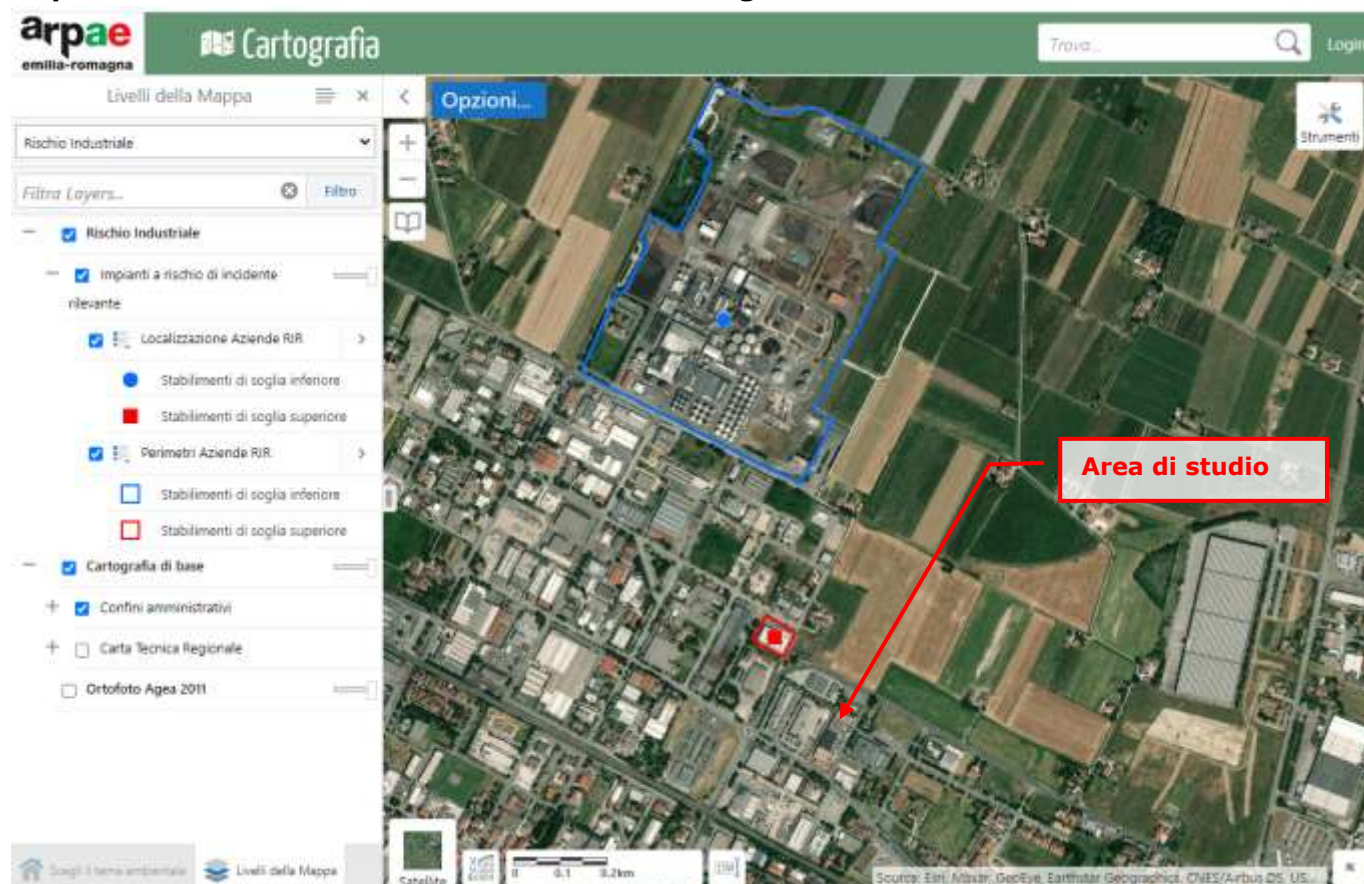 arpae
emilia-romagna
Cartografia
Trova...
Login
Livelli della Mappa
Opzioni...
Strumenti
Rischio Industriale
Filtra Layers...
Filtro
Rischio Industriale
Impianti a rischio di incidente
rilevante
Localizzazione Aziende RIR
Stabilimenti di soglia inferiore
Stabilimenti di soglia superiore
Perimetri Aziende RIR
Stabilimenti di soglia inferiore
Stabilimenti di soglia superiore
Cartografia di base
Confini amministrativi
Carta Tecnica Regionale
Ortofoto Agea 2011
Area di studio
Scegli il tema ambientale
Livelli della Mappa
Satellite
0 0.1 0.2km
Source: Esri, Maxar, GeoEye, Earthstar Geographics, CNES/Airbus DS, US...